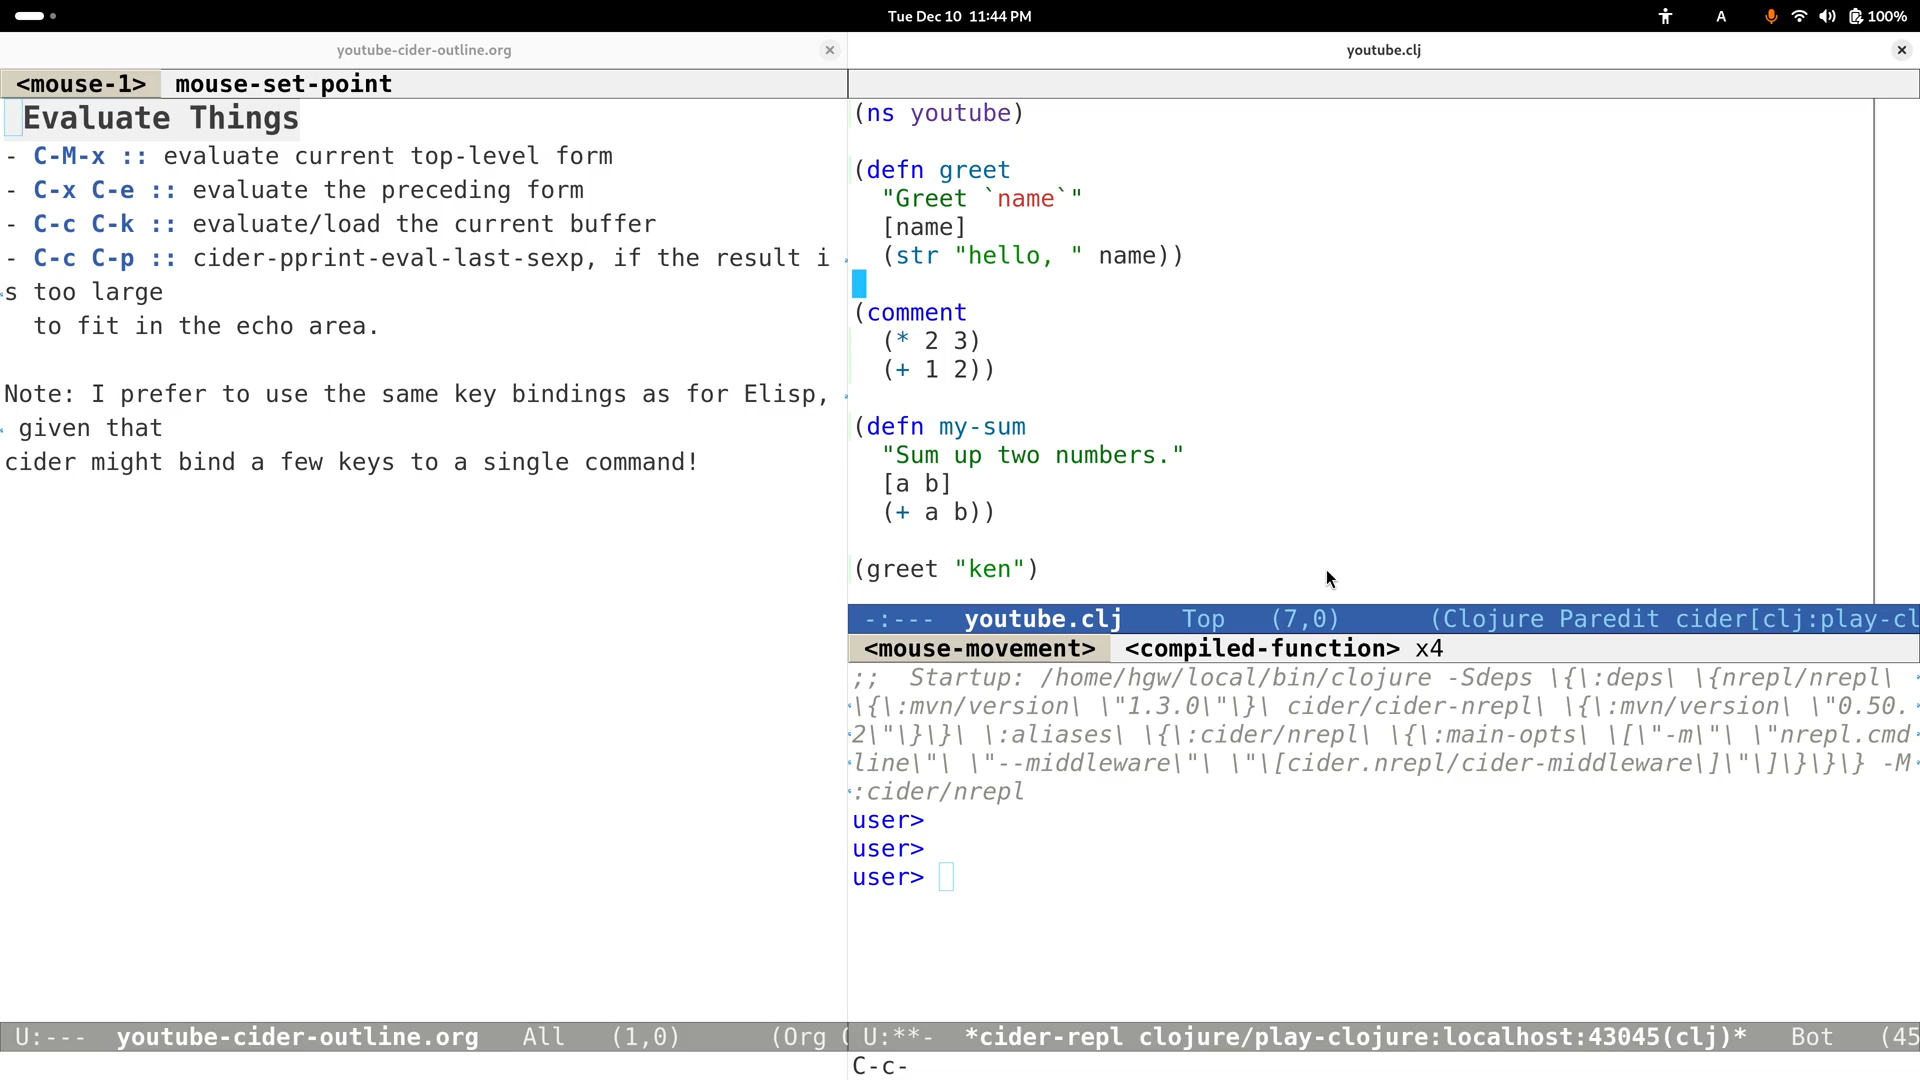 Tue Dec 10 11:44 PM
A
100%
youtube-cider-outline.org
<mouse-1> mouse-set-point
Evaluate Things
- C-M-x :: evaluate current top-level form
- C-x C-e :: evaluate the preceding form
- C-c C-k :: evaluate/load the current buffer
- C-c C-p :: cider-pprint-eval-last-sexp, if the result i
s too large
to fit in the echo area.
Note: I prefer to use the same key bindings as for Elisp,
given that
cider might bind a few keys to a single command!
U:--- youtube-cider-outline.org All (1,0) (Org
youtube.clj
(ns youtube)
(defn greet
"Greet `name`"
[name]
(str "hello, " name))
(comment
(* 2 3)
(+ 1 2))
(defn my-sum
"Sum up two numbers."
[a b]
(+ a b))
(greet "ken")
-:--- youtube.clj Top (7,0) (Clojure Paredit cider[clj:play-cl
<mouse-movement> <compiled-function> x4
;; Startup: /home/hgw/local/bin/clojure -Sdeps \{\:deps\ \{nrepl/nrepl\
\{\:mvn/version\ \"1.3.0\"\}\ cider/cider-nrepl\ \{\:mvn/version\ \"0.50.
2\"\}\}\ \:aliases\ \{\:cider/nrepl\ \{\:main-opts\ \[\"-m\"\ \"nrepl.cmd
line\"\ \"--middleware\"\ \"\[cider.nrepl/cider-middleware\]\"\]\}\}\} -M
:cider/nrepl
user>
user>
user>
U:**- *cider-repl clojure/play-clojure:localhost:43045(clj)* Bot (45
C-c-